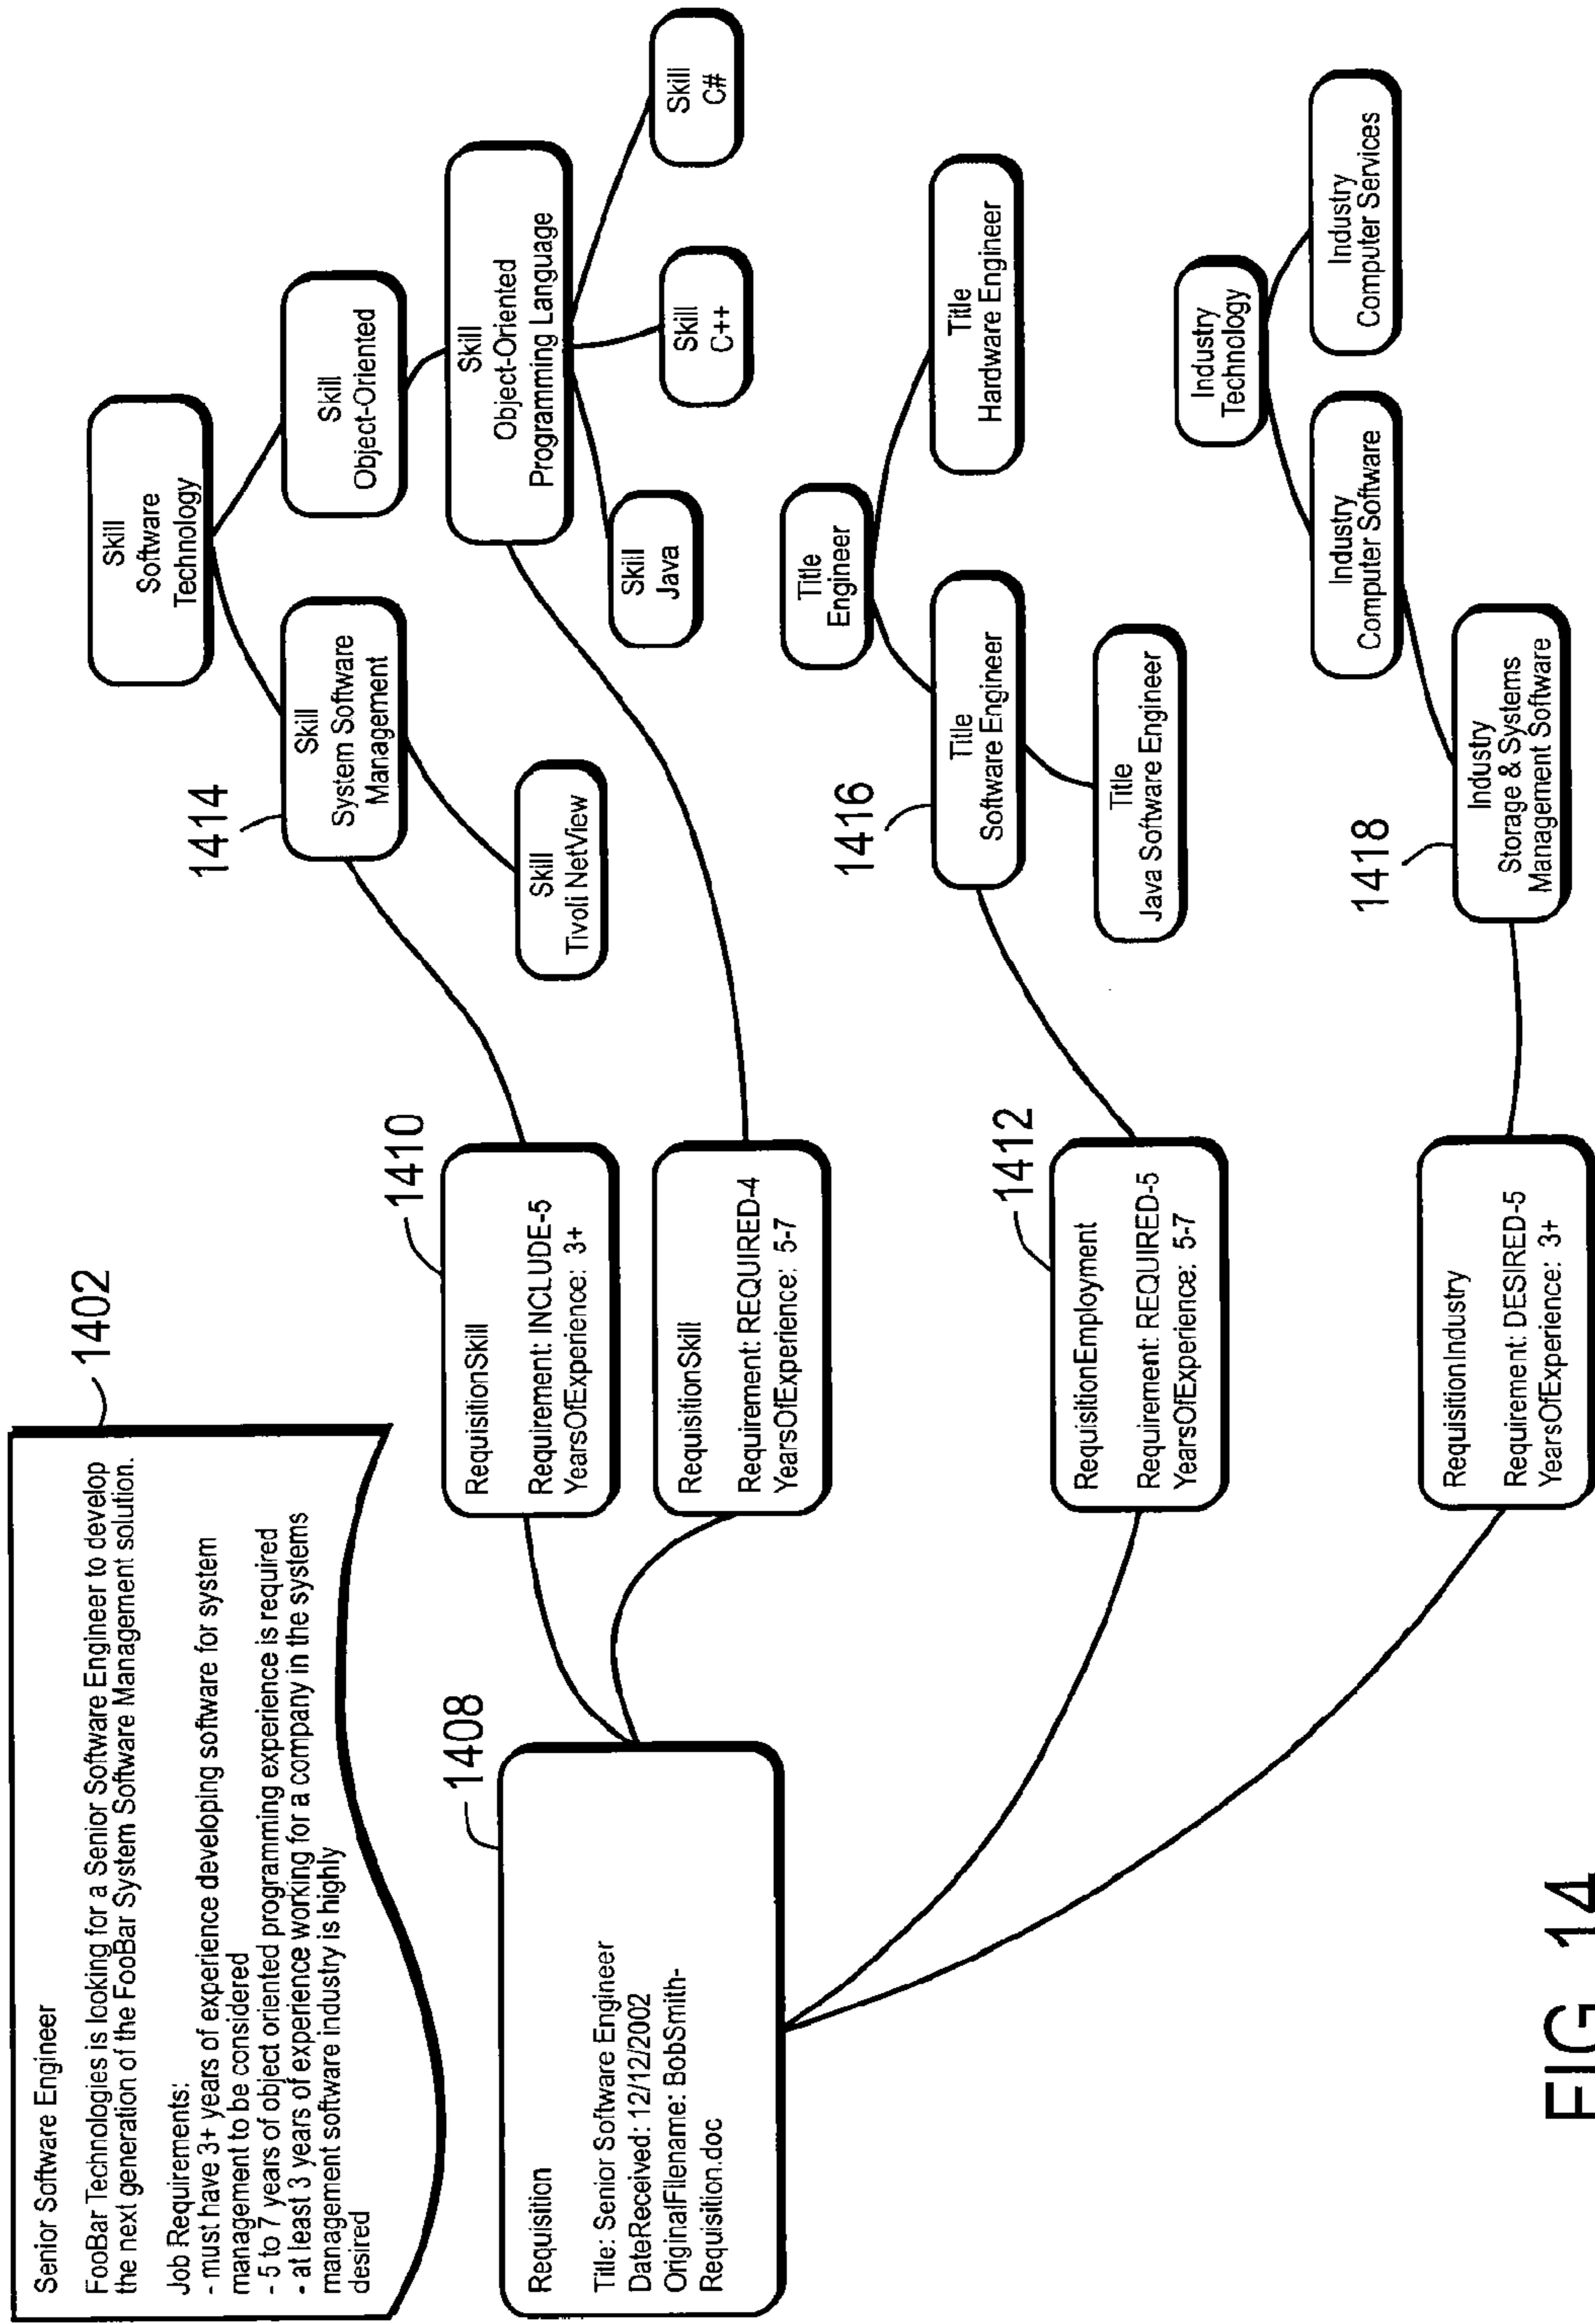 Senior Software Engineer
FooBar Technologies is looking for a Senior Software Engineer to develop
the next generation of the FooBar System Software Management solution.
Job Requirements:
- must have 3+ years of experience developing software for system
management to be considered
- 5 to 7 years of object oriented programming experience is required
- at least 3 years of experience working for a company in the systems
management software industry is highly
desired
1402
1408
Requisition
Title: Senior Software Engineer
DateReceived: 12/12/2002
OriginalFilename: BobSmith-
Requisition.doc
1410
RequisitionSkill
Requirement: INCLUDE-5
YearsOfExperience: 3+
RequisitionSkill
Requirement: REQUIRED-4
YearsOfExperience: 5-7
1412
RequisitionEmployment
Requirement: REQUIRED-5
YearsOfExperience: 5-7
RequisitionIndustry
Requirement: DESIRED-5
YearsOfExperience: 3+
Skill
Software
Technology
1414
Skill
System Software
Management
Skill
Object-Oriented
Skill
Tivoli NetView
Skill
Object-Oriented
Programming Language
Skill
Java
Skill
C++
Skill
C#
Title
Engineer
1416
Title
Software Engineer
Title
Hardware Engineer
Title
Java Software Engineer
Industry
Technology
Industry
Computer Software
Industry
Computer Services
1418
Industry
Storage & Systems
Management Software
FIG. 14